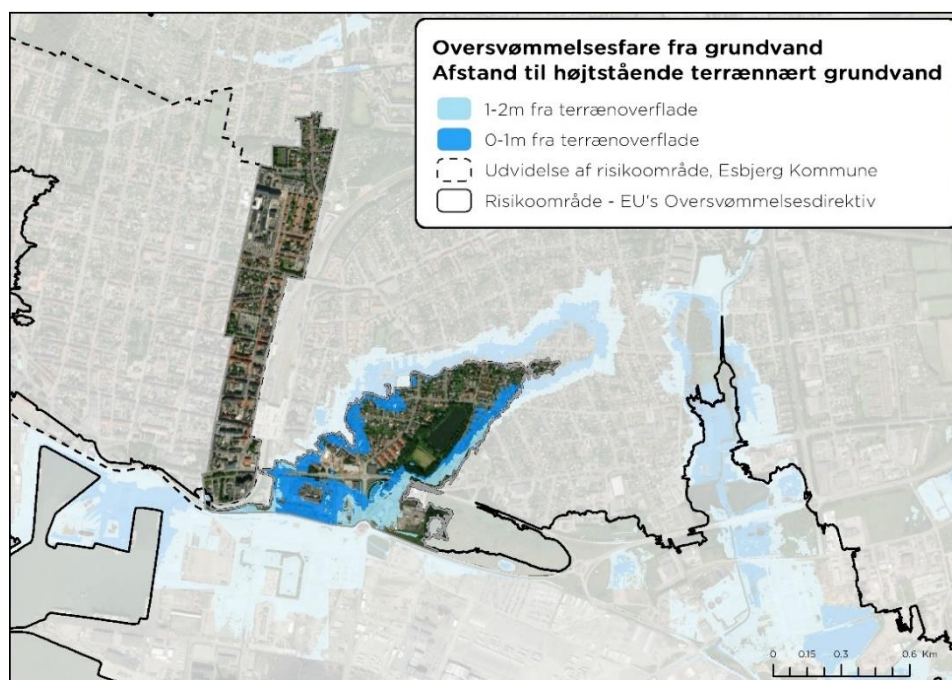 Oversvømmelsesfare fra grundvand
Afstand til højtstående terrænnært grundvand
1-2m fra terrænoverflade
0-1m fra terrænoverflade
Udvidelse af risikoområde, Esbjerg Kommune
Risikoområde - EU's Oversvømmelsesdirektiv
0 0.15 0.3 0.6 Km